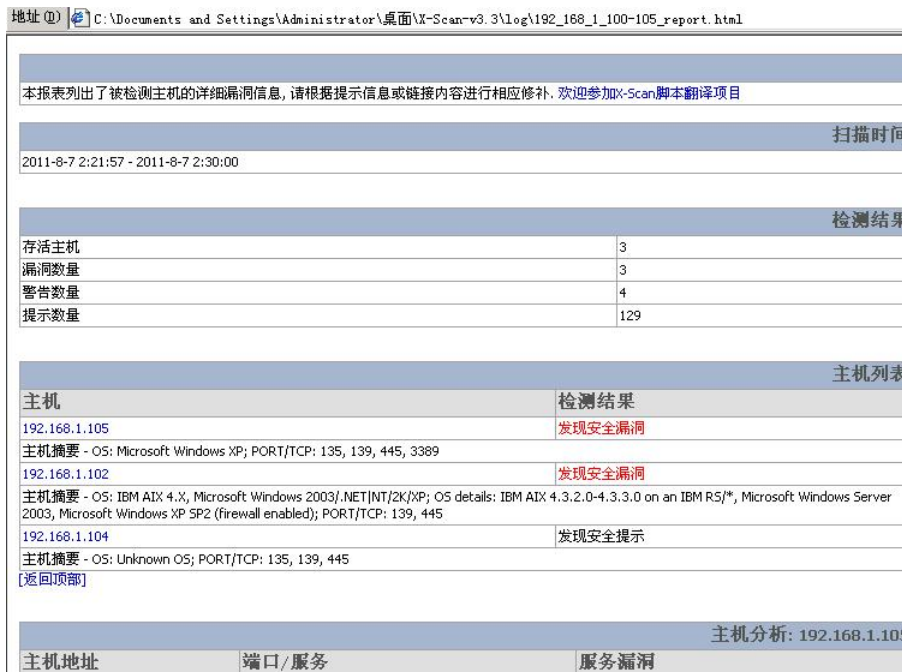 地址(D) C:\Documents and Settings\Administrator\桌面\X-Scan-v3.3\log\192_168_1_100-105_report.html
本报表列出了被检测主机的详细漏洞信息, 请根据提示信息或链接内容进行相应修补. 欢迎参加X-Scan脚本翻译项目
扫描时间
2011-8-7 2:21:57 - 2011-8-7 2:30:00
检测结果
存活主机 3
漏洞数量 3
警告数量 4
提示数量 129
主机列表
主机 检测结果
192.168.1.105 发现安全漏洞
主机摘要 - OS: Microsoft Windows XP; PORT/TCP: 135, 139, 445, 3389
192.168.1.102 发现安全漏洞
主机摘要 - OS: IBM AIX 4.X, Microsoft Windows 2003/.NET|NT/2K/XP; OS details: IBM AIX 4.3.2.0-4.3.3.0 on an IBM RS/*, Microsoft Windows Server
2003, Microsoft Windows XP SP2 (firewall enabled); PORT/TCP: 139, 445
192.168.1.104 发现安全提示
主机摘要 - OS: Unknown OS; PORT/TCP: 135, 139, 445
[返回顶部]
主机分析: 192.168.1.105
主机地址 端口/服务 服务漏洞